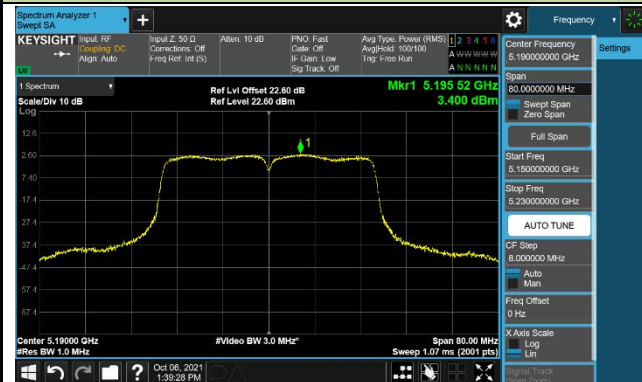 Spectrum Analyzer 1
Swept SA
+
Frequency
KEYSIGHT
Input: RF
Coupling: DC
Align: Auto
Input Z: 50 Ω
Corrections: Off
Freq Ref: Int (S)
Atten: 10 dB
PNO: Fast
Gate: Off
IF Gain: Low
Sig Track: Off
Avg Type: Power (RMS)
Avg|Hold: 100/100
Trig: Free Run
1 2 3 4 5 6
A W W W W W
A N N N N N
Center Frequency
5.190000000 GHz
Settings
Span
80.0000000 MHz
Swept Span
Zero Span
Full Span
Start Freq
5.150000000 GHz
Stop Freq
5.230000000 GHz
AUTO TUNE
CF Step
8.000000 MHz
Auto
Man
Freq Offset
0 Hz
X Axis Scale
Log
Lin
Signal Track
1 Spectrum
Scale/Div 10 dB
Log
Ref Lvl Offset 22.60 dB
Ref Level 22.60 dBm
Mkr1 5.195 52 GHz
3.400 dBm
1
12.6
2.60
-7.40
-17.4
-27.4
-37.4
-47.4
-57.4
-67.4
Center 5.19000 GHz
#Res BW 1.0 MHz
#Video BW 3.0 MHz*
Span 80.00 MHz
Sweep 1.07 ms (2001 pts)
?
Oct 06, 2021
1:39:28 PM